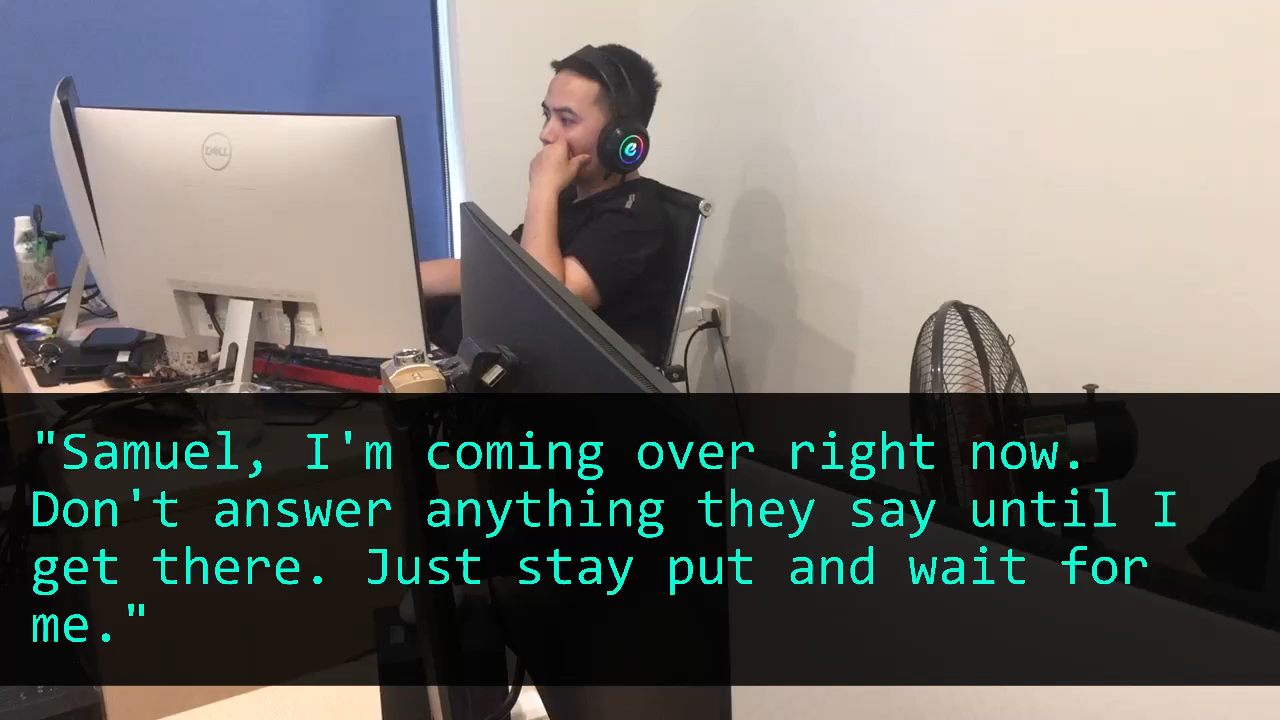 DELL
"Samuel, I'm coming over right now.
Don't answer anything they say until I
get there. Just stay put and wait for
me."